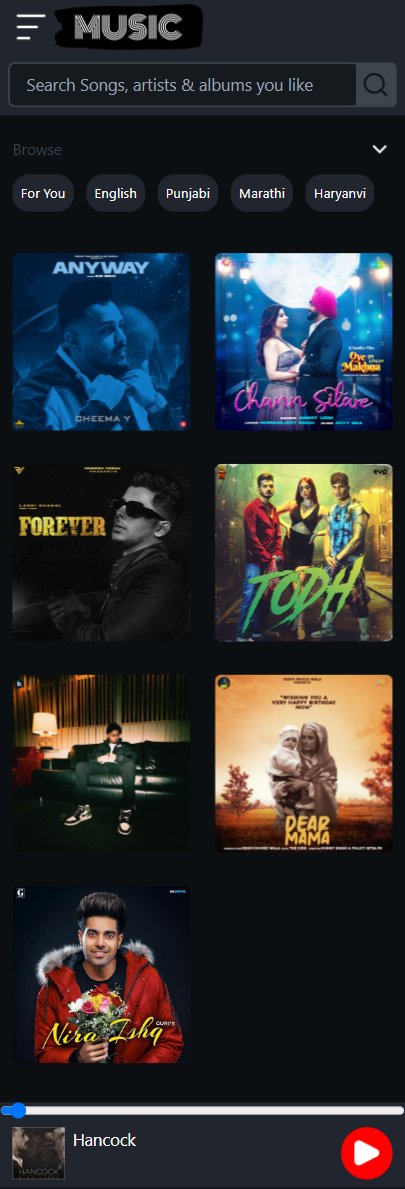 MUSIC
Search Songs, artists & albums you like
Browse
For You
English
Punjabi
Marathi
Haryanvi
ANYWAY
CHEEMA Y
Oye
Makhna
Chann Sitare
PRESENTS
FOREVER
TODH
"WISHING YOU A
VERY HAPPY BIRTHDAY
MOM"
DEAR
MAMA
G
GURI'S
Nira Ishq
Hancock
HANCOCK